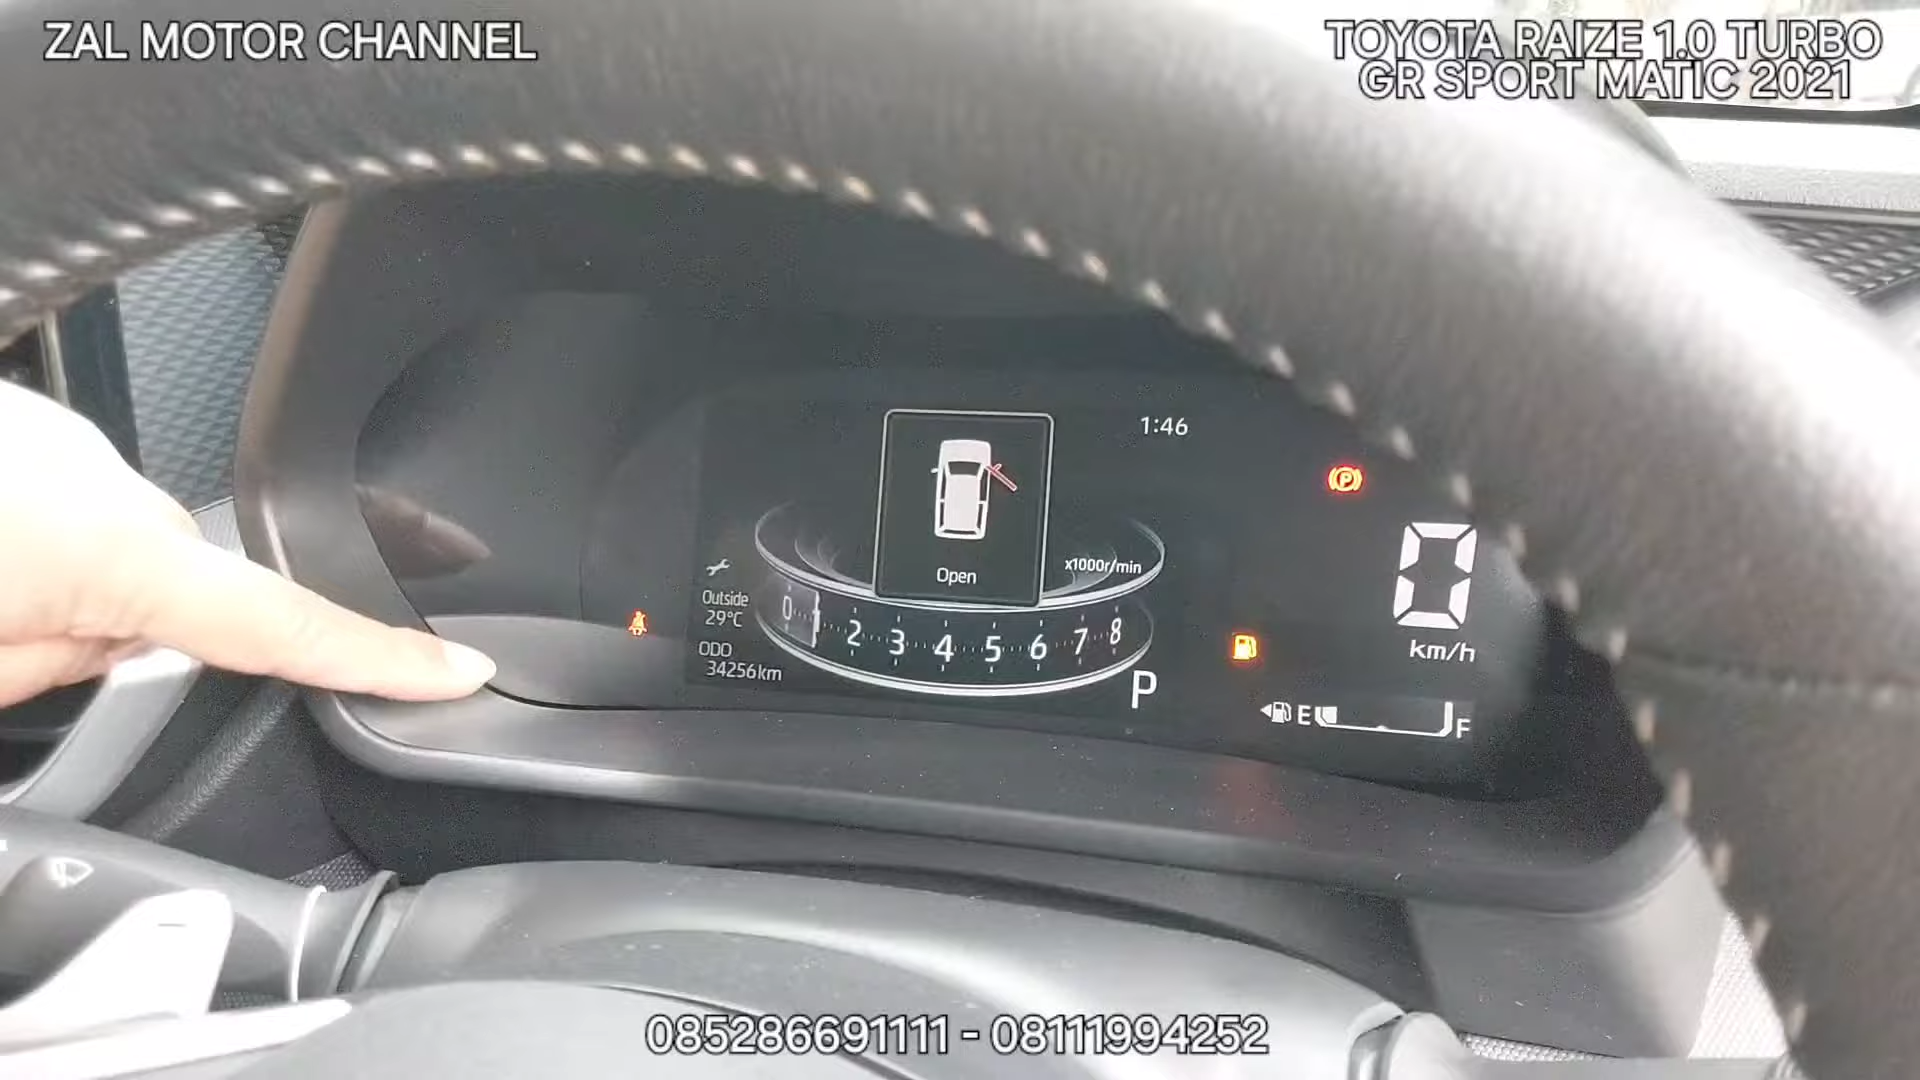 ZAL MOTOR CHANNEL
TOYOTA RAIZE 1.0 TURBO
GR SPORT MATIC 2021
1:46
Open
x1000r/min
Outside
29°C
ODO
34256km
0 1 2 3 4 5 6 7 8
P
P
0
km/h
E F
085286691111 - 08111994252